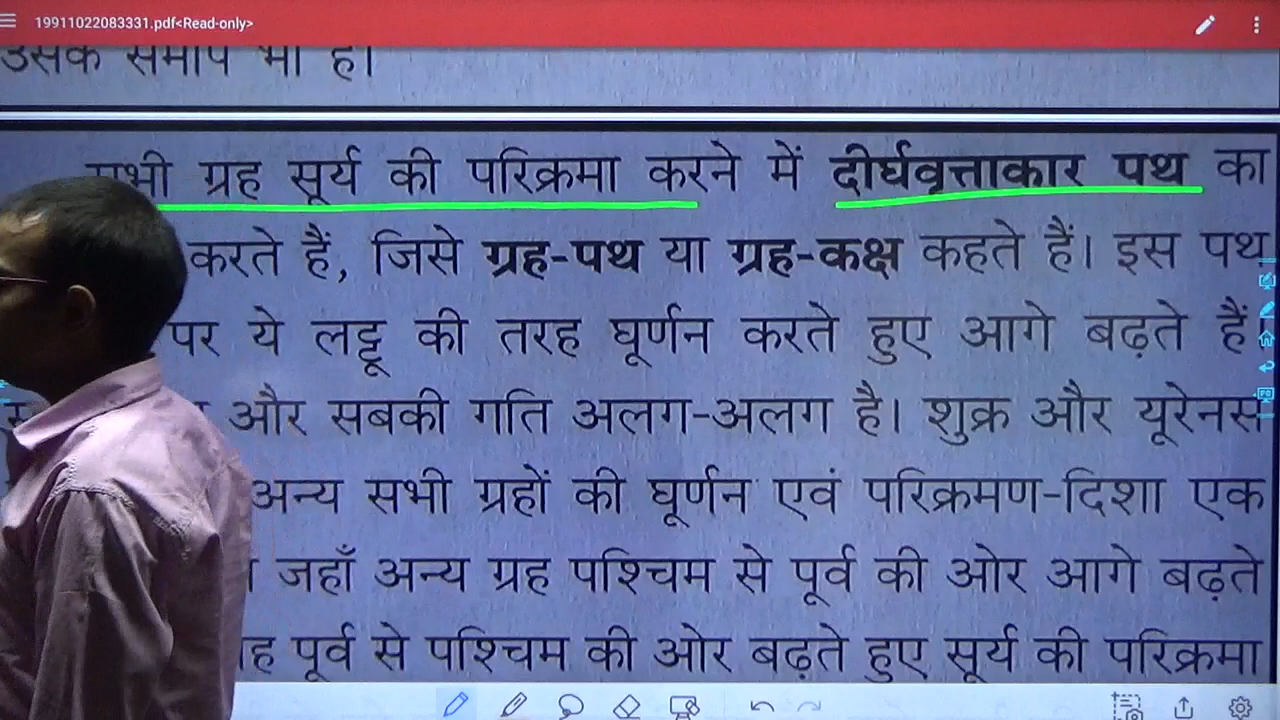 19911022083331.pdf<Read-only>
उसके समीप भी है।
सभी ग्रह सूर्य की परिक्रमा करने में दीर्घवृत्ताकार पथ का
करते हैं, जिसे ग्रह-पथ या ग्रह-कक्ष कहते हैं। इस पथ
पर ये लट्टू की तरह घूर्णन करते हुए आगे बढ़ते हैं
और सबकी गति अलग-अलग है। शुक्र और यूरेनस
अन्य सभी ग्रहों की घूर्णन एवं परिक्रमण-दिशा एक
जहाँ अन्य ग्रह पश्चिम से पूर्व की ओर आगे बढ़ते
पूर्व से पश्चिम की ओर बढ़ते हुए सूर्य की परिक्रमा